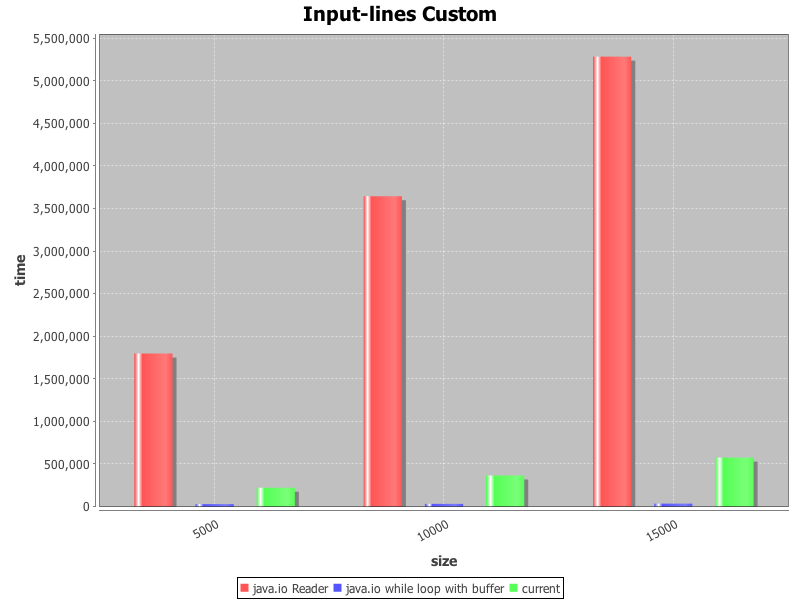 Input-lines Custom
5,500,000
5,000,000
4,500,000
4,000,000
3,500,000
3,000,000
2,500,000
2,000,000
1,500,000
1,000,000
500,000
0
time
5000
10000
15000
size
java.io Reader
java.io while loop with buffer
current